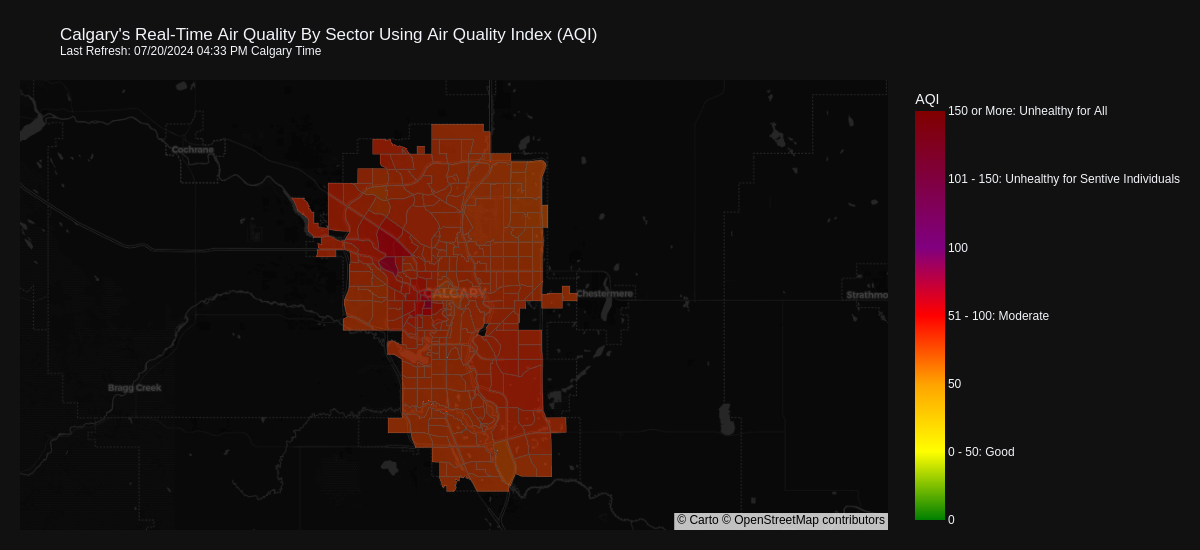 Calgary's Real-Time Air Quality By Sector Using Air Quality Index (AQI)
Last Refresh: 07/20/2024 04:33 PM Calgary Time
AQI
150 or More: Unhealthy for All
Cochrane
101 - 150: Unhealthy for Sentive Individuals
100
CALGARY
Chestermere
Strathmo
51 - 100: Moderate
50
Bragg Creek
0 - 50: Good
0
© Carto © OpenStreetMap contributors